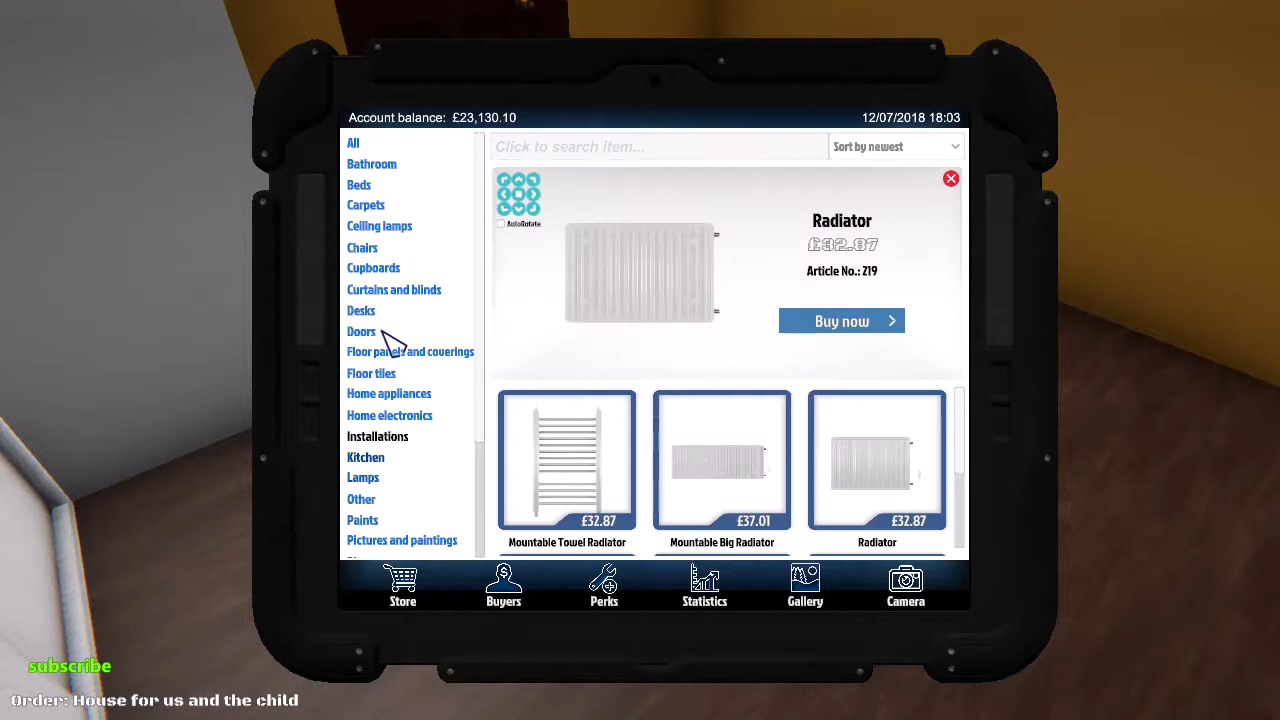 Account balance: £23,130.10
12/07/2018 18:03
All
Bathroom
Beds
Carpets
Ceiling lamps
Chairs
Cupboards
Curtains and blinds
Desks
Doors
Floor panels and coverings
Floor tiles
Home appliances
Home electronics
Installations
Kitchen
Lamps
Other
Paints
Pictures and paintings
Click to search item...
Sort by newest
AutoRotate
Radiator
£32.87
Article No.: Z19
Buy now
£32.87
Mountable Towel Radiator
£37.01
Mountable Big Radiator
£32.87
Radiator
Store
Buyers
Perks
Statistics
Gallery
Camera
subscribe
Order: House for us and the child